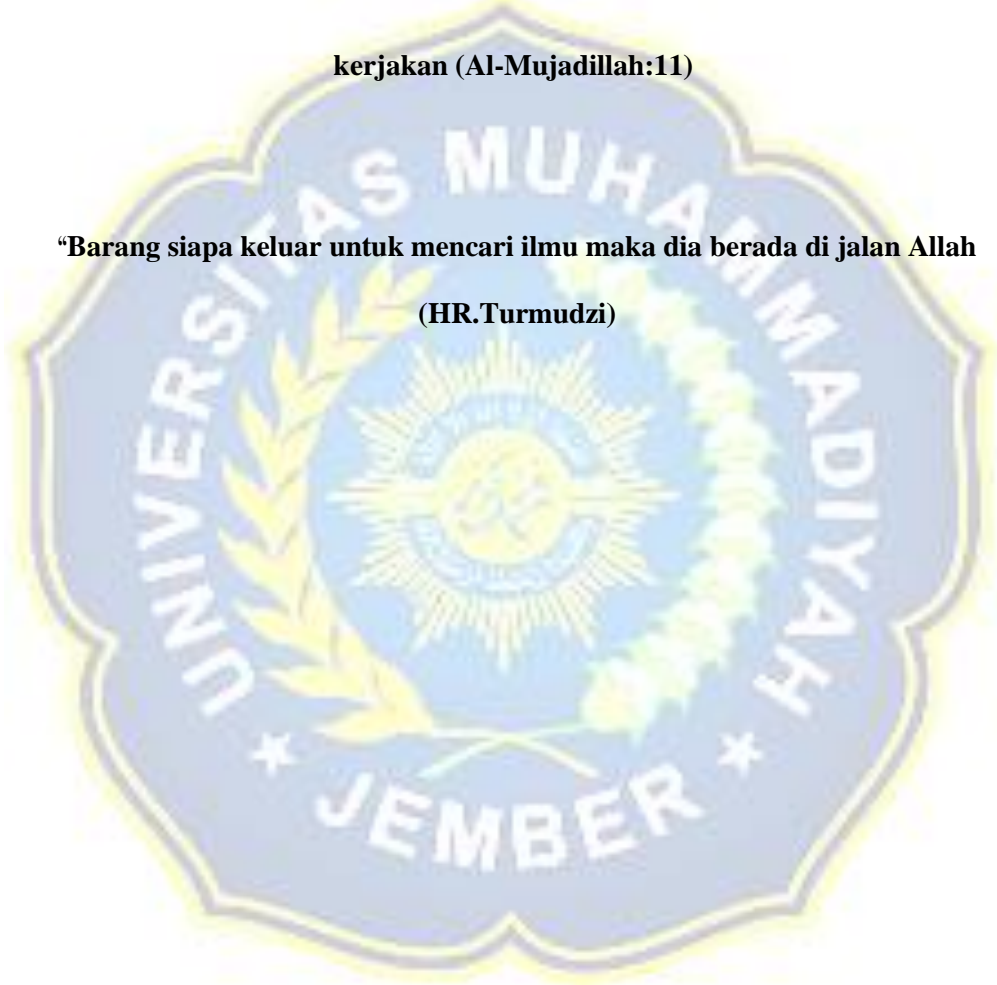 kerjakan (Al-Mujadillah:11)
“Barang siapa keluar untuk mencari ilmu maka dia berada di jalan Allah
(HR.Turmudzi)
UNIVERSITAS MUHAMMADIYAH
JEMBER